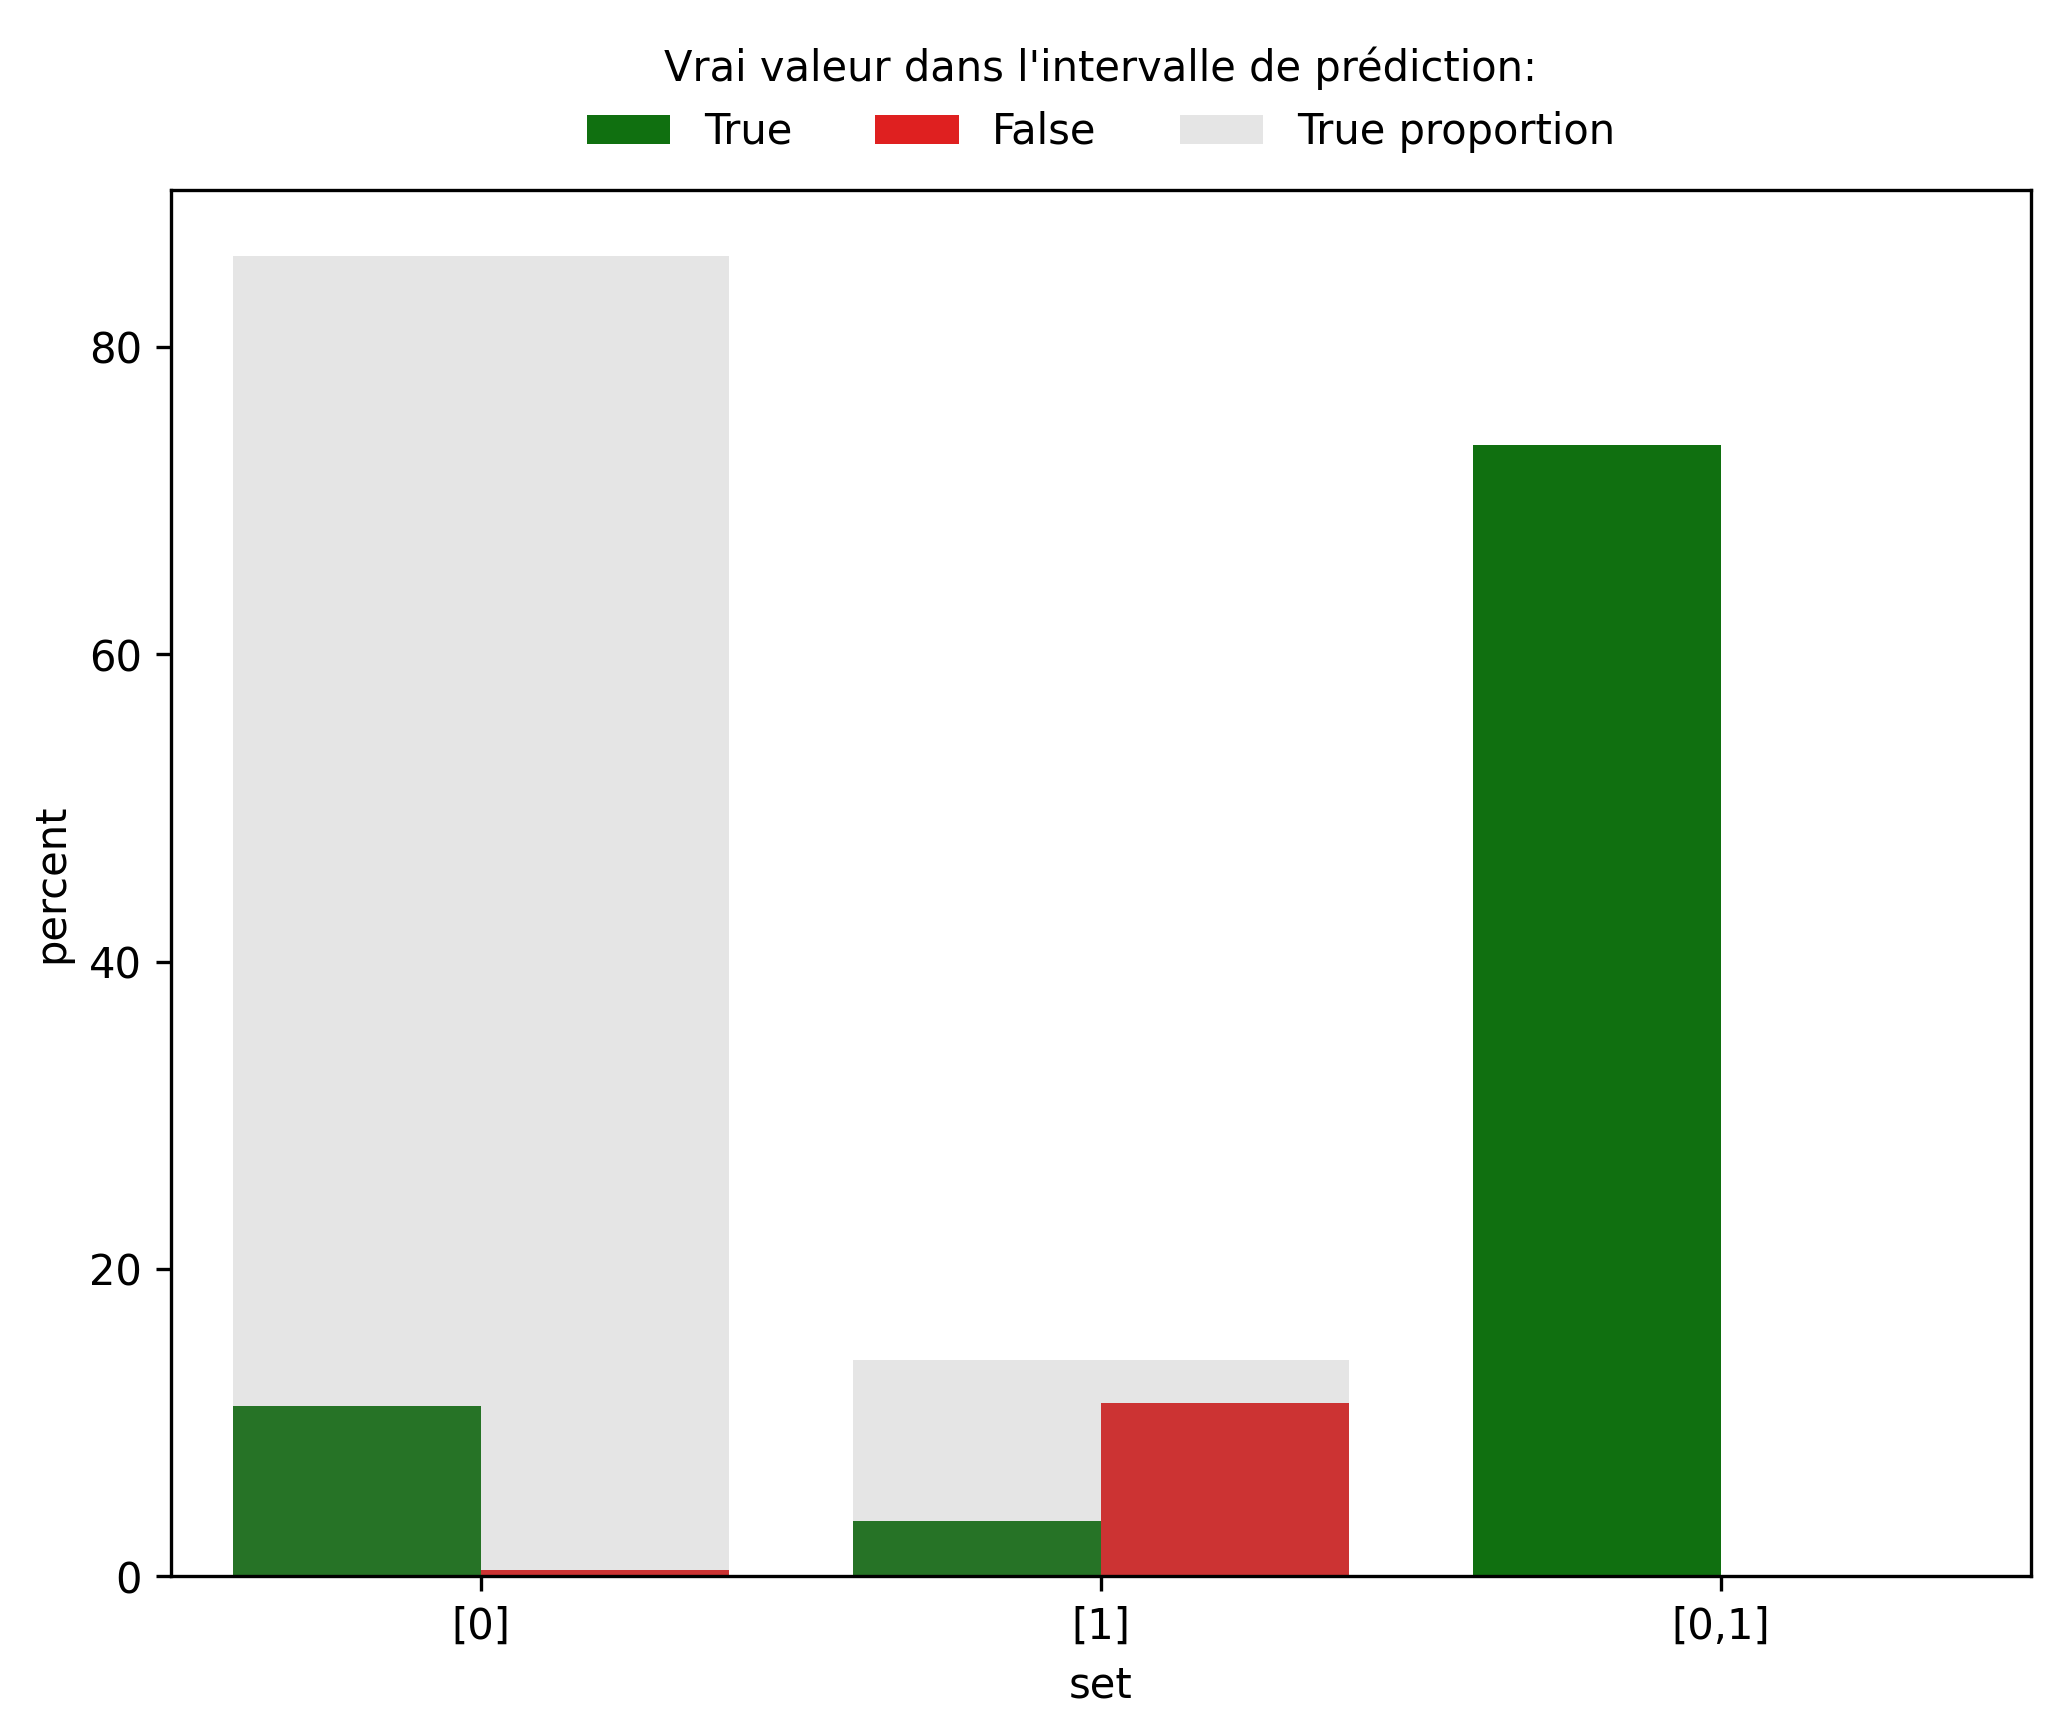 Vrai valeur dans l'intervalle de prédiction:
True False True proportion
80
60
40
20
0
percent
[0] [1] [0,1]
set